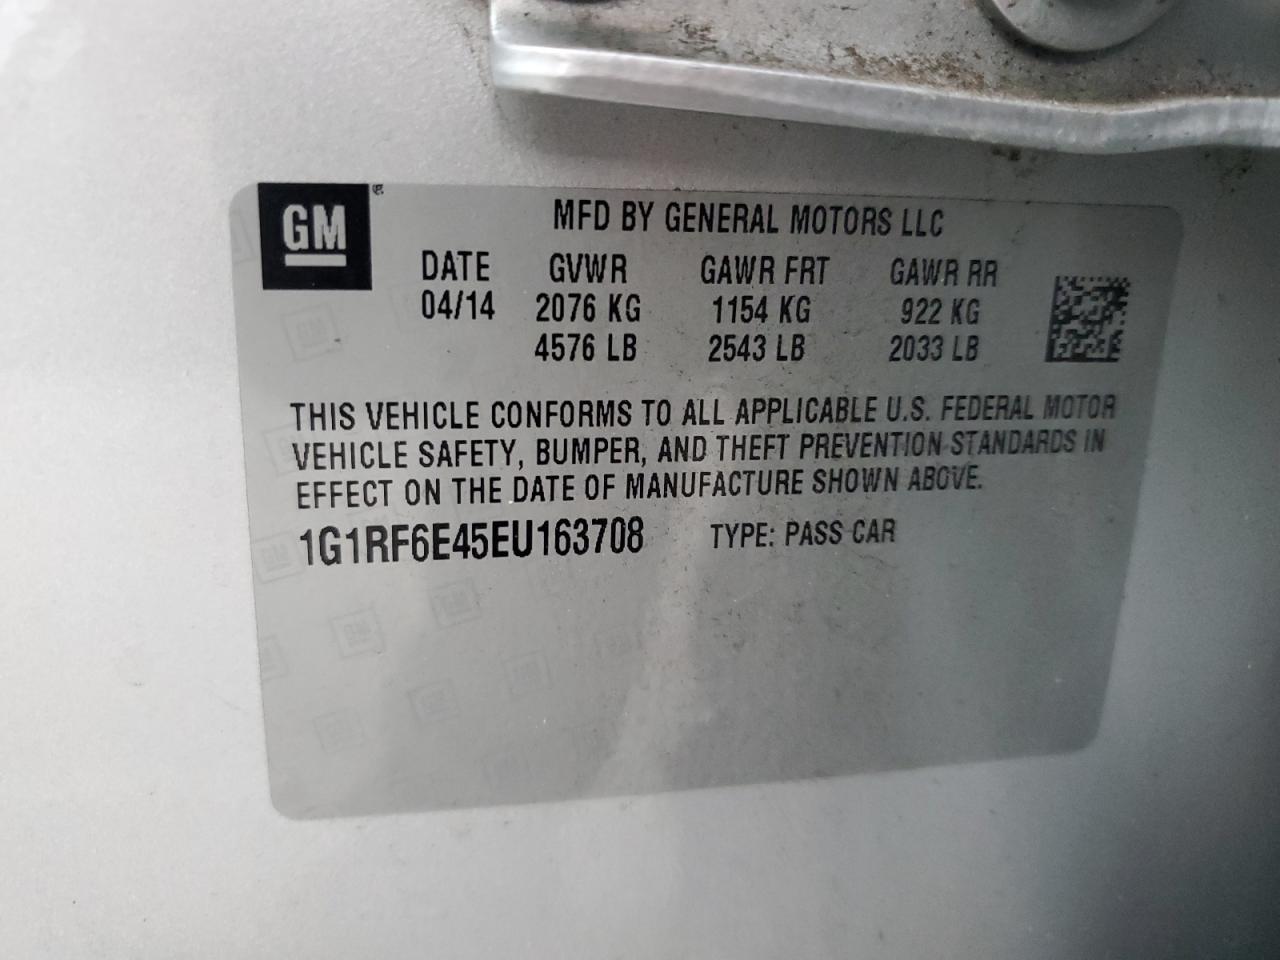 GM
MFD BY GENERAL MOTORS LLC
DATE GVWR GAWR FRT GAWR RR
04/14 2076 KG 1154 KG 922 KG
4576 LB 2543 LB 2033 LB
THIS VEHICLE CONFORMS TO ALL APPLICABLE U.S. FEDERAL MOTOR
VEHICLE SAFETY, BUMPER, AND THEFT PREVENTION STANDARDS IN
EFFECT ON THE DATE OF MANUFACTURE SHOWN ABOVE.
1G1RF6E45EU163708 TYPE: PASS CAR